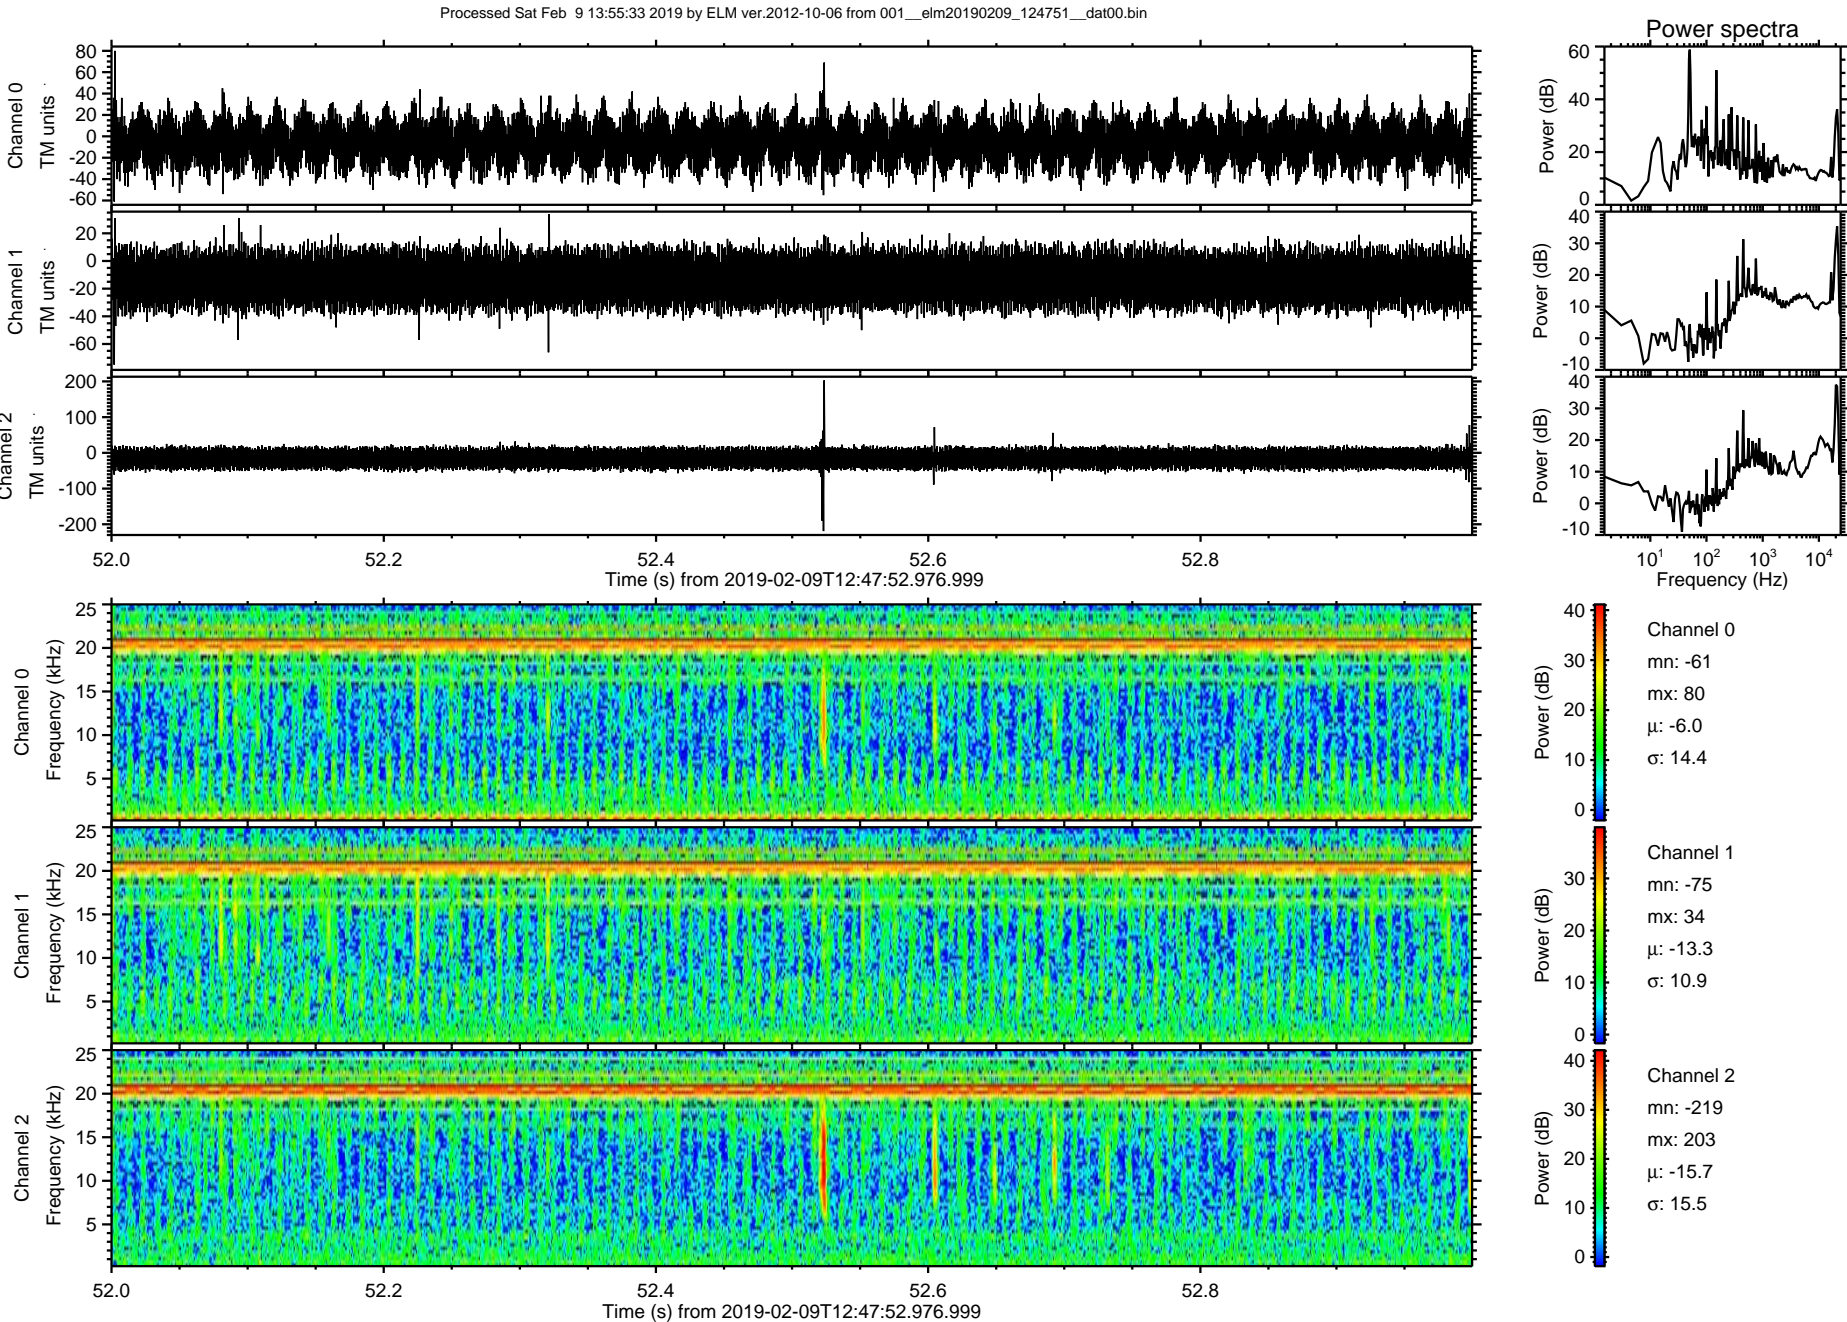 Processed Sat Feb  9 13:55:33 2019 by ELM ver.2012-10-06 from 001__elm20190209_124751__dat00.bin
Power spectra
Channel 0
TM units
80
60
40
20
0
-20
-40
-60
Power (dB)
60
40
20
0
Channel 1
TM units
20
0
-20
-40
-60
Power (dB)
40
30
20
10
0
-10
Channel 2
TM units
200
100
0
-100
-200
Power (dB)
40
30
20
10
0
-10
52.0 52.2 52.4 52.6 52.8
Time (s) from 2019-02-09T12:47:52.976.999
10^1 10^2 10^3 10^4
Frequency (Hz)
Channel 0
Frequency (kHz)
25
20
15
10
5
Power (dB)
40
30
20
10
0
Channel 0
mn: -61
mx: 80
μ: -6.0
σ: 14.4
Channel 1
Frequency (kHz)
25
20
15
10
5
Power (dB)
30
20
10
0
Channel 1
mn: -75
mx: 34
μ: -13.3
σ: 10.9
Channel 2
Frequency (kHz)
25
20
15
10
5
Power (dB)
40
30
20
10
0
Channel 2
mn: -219
mx: 203
μ: -15.7
σ: 15.5
52.0 52.2 52.4 52.6 52.8
Time (s) from 2019-02-09T12:47:52.976.999